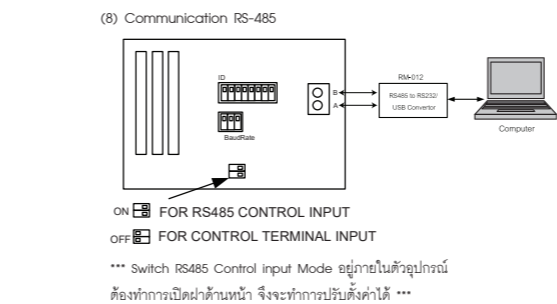 (8) Communication RS-485
ID
BaudRate
B
A
RM-012
RS485 to RS232/
USB Convertor
Computer
ON FOR RS485 CONTROL INPUT
OFF FOR CONTROL TERMINAL INPUT
*** Switch RS485 Control input Mode อยู่ภายในตัวอุปกรณ์
ต้องทำการเปิดฝาด้านหน้า จึงจะทำการปรับตั้งค่าได้ ***